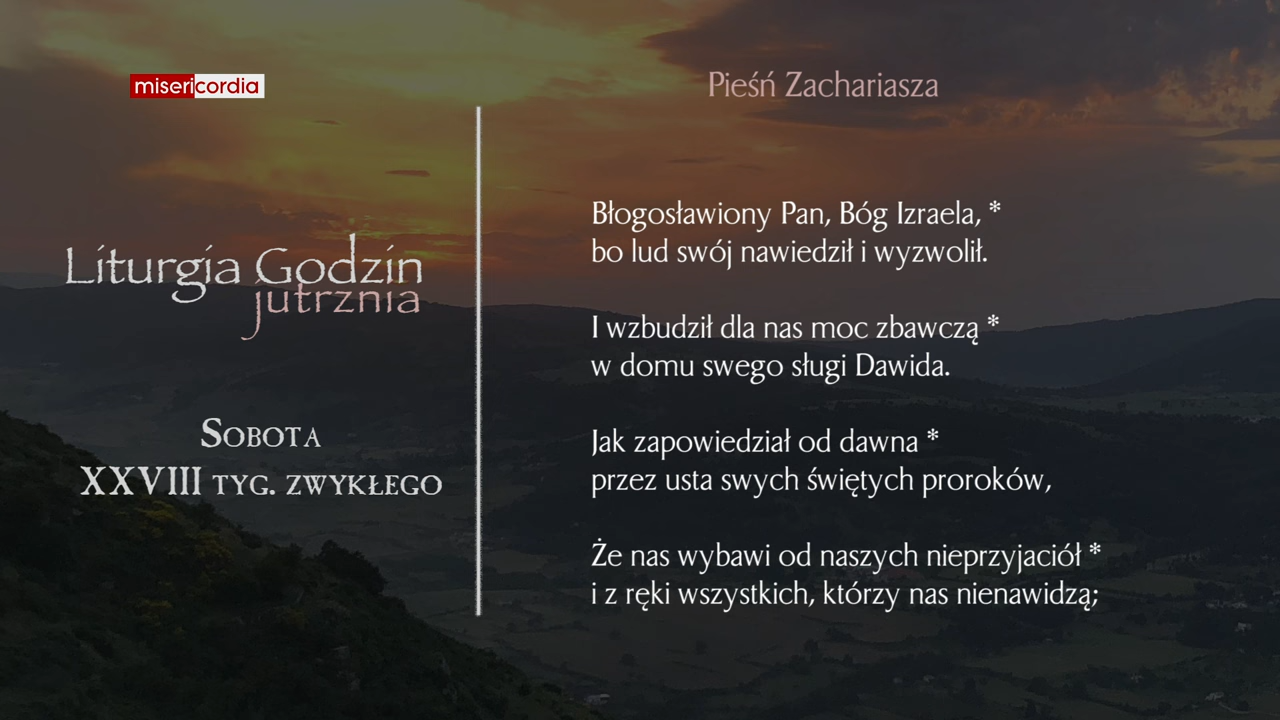 misericordia
Liturgia Godzin
jutrznia
Sobota
XXVIII tyg. zwykłego
Pieśń Zachariasza
Błogosławiony Pan, Bóg Izraela, *
bo lud swój nawiedził i wyzwolił.
I wzbudził dla nas moc zbawczą *
w domu swego sługi Dawida.
Jak zapowiedział od dawna *
przez usta swych świętych proroków,
Że nas wybawi od naszych nieprzyjaciół *
i z ręki wszystkich, którzy nas nienawidzą;